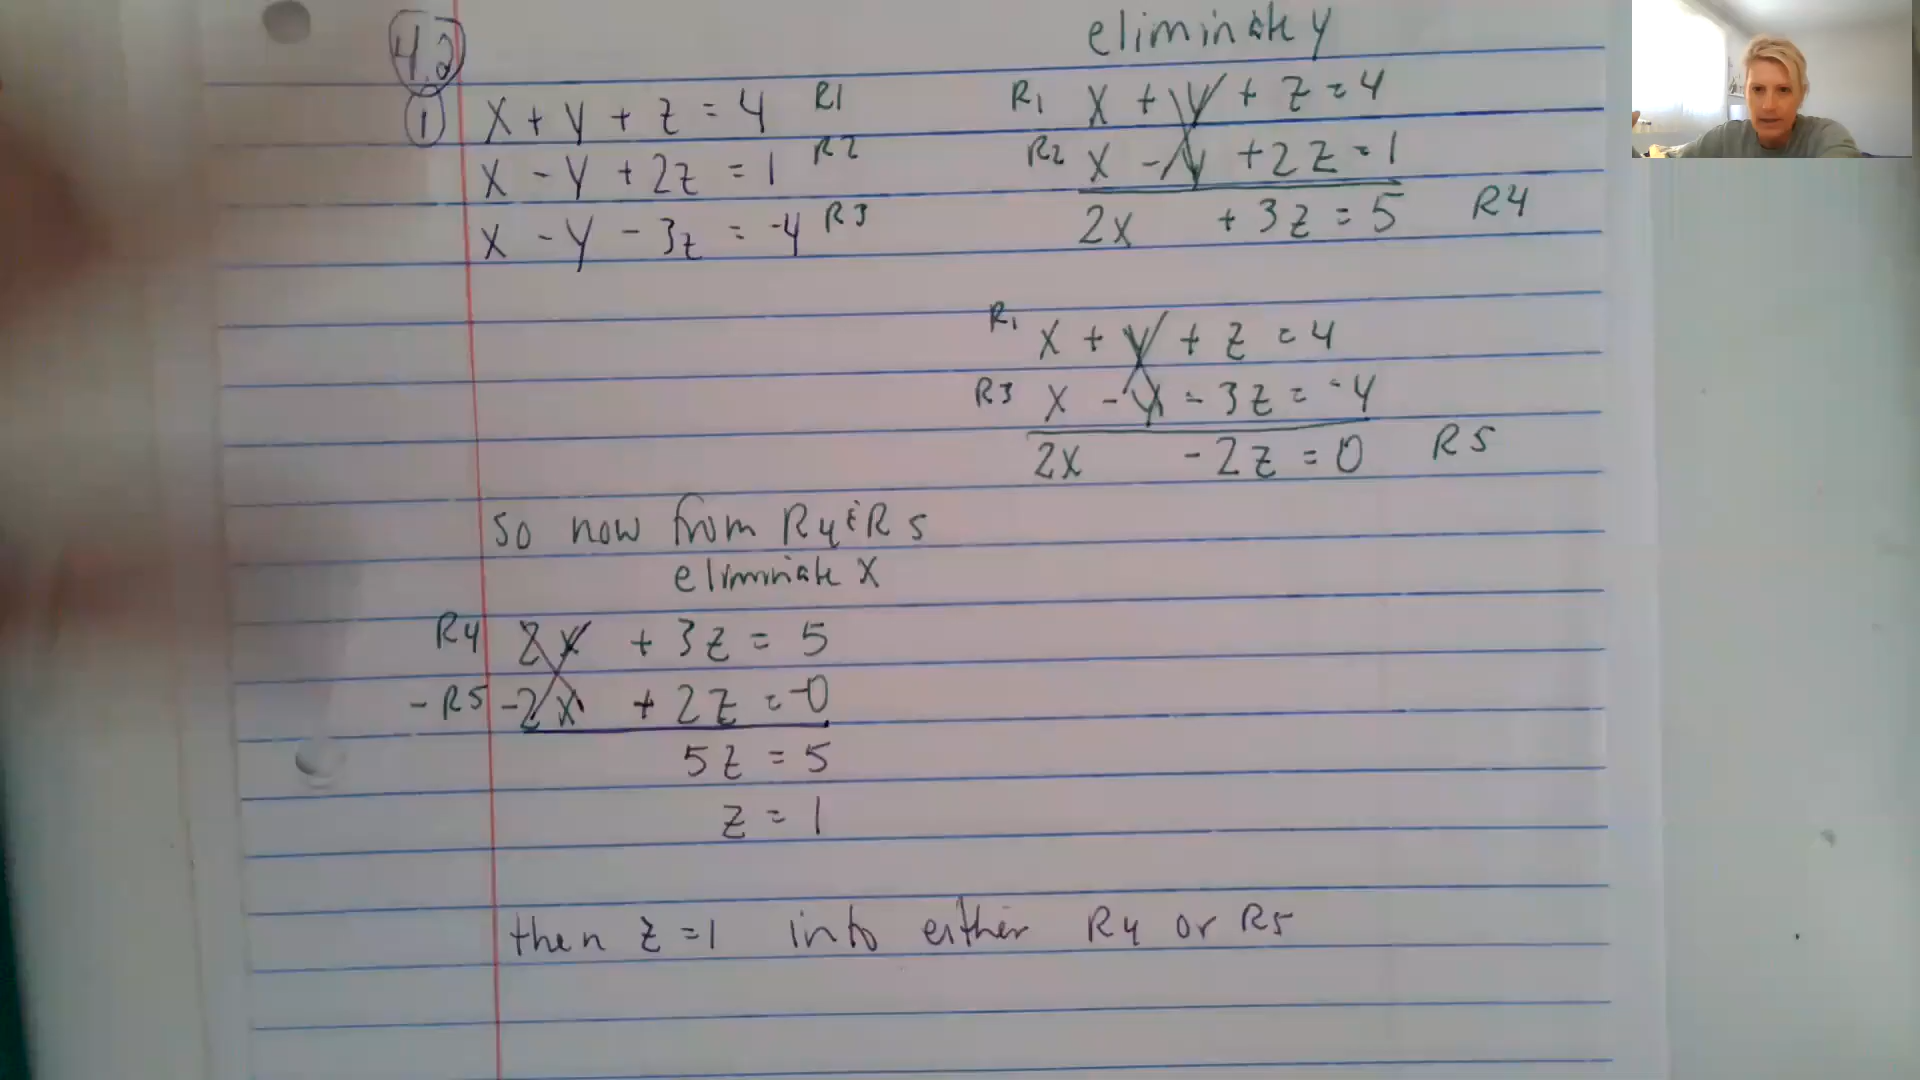 4.2
eliminate y
① x + y + z = 4 R1
x - y + 2z = 1 R2
x - y - 3z = -4 R3
R1 x + y + z = 4
R2 x - y + 2z = 1
2x + 3z = 5 R4
R1 x + y + z = 4
R3 x - y - 3z = -4
2x - 2z = 0 R5
So now from R4 & R5
eliminate x
R4 2x + 3z = 5
-R5 -2x + 2z = -0
5z = 5
z = 1
then z = 1 into either R4 or R5